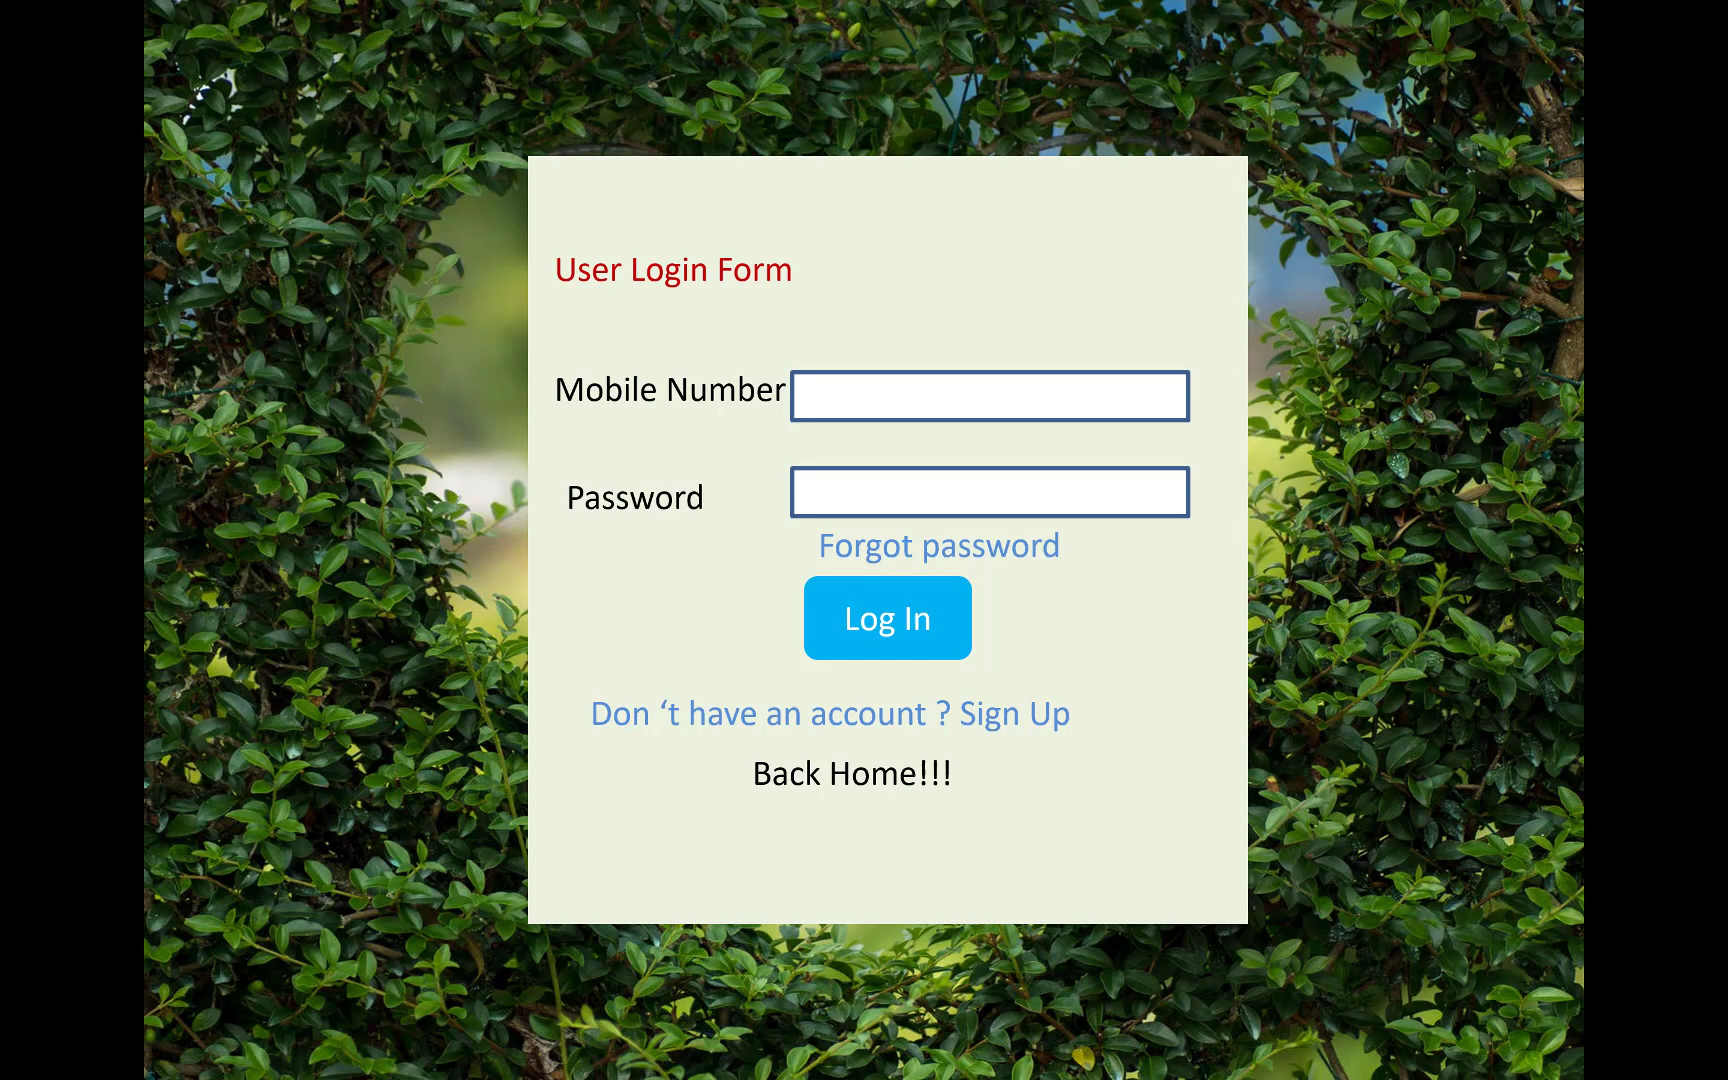 User Login Form
Mobile Number
Password
Forgot password
Log In
Don ‘t have an account ? Sign Up
Back Home!!!